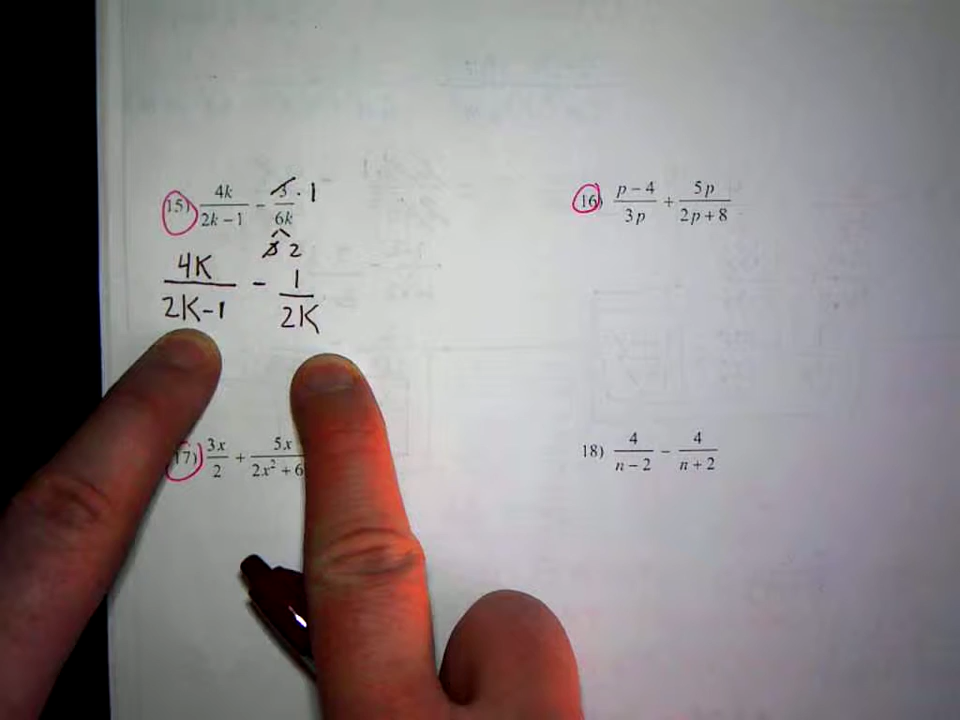 15) 4k/(2k − 1) − 3/6k · 1
3 2
4K/(2K−1) − 1/2K
16) (p − 4)/3p + 5p/(2p + 8)
17) 3x/2 + 5x/(2x² + 6
18) 4/(n − 2) − 4/(n + 2)